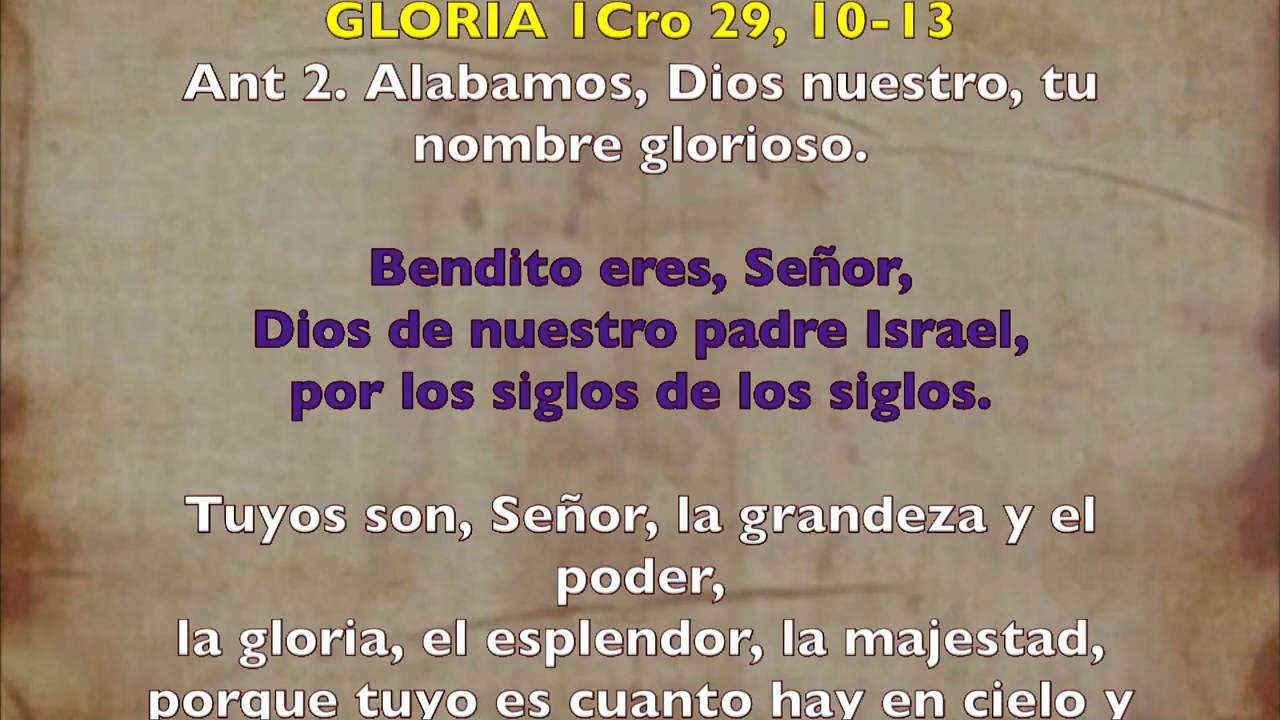 GLORIA 1Cro 29, 10-13
Ant 2. Alabamos, Dios nuestro, tu
nombre glorioso.
Bendito eres, Señor,
Dios de nuestro padre Israel,
por los siglos de los siglos.
Tuyos son, Señor, la grandeza y el
poder,
la gloria, el esplendor, la majestad,
porque tuyo es cuanto hay en cielo y